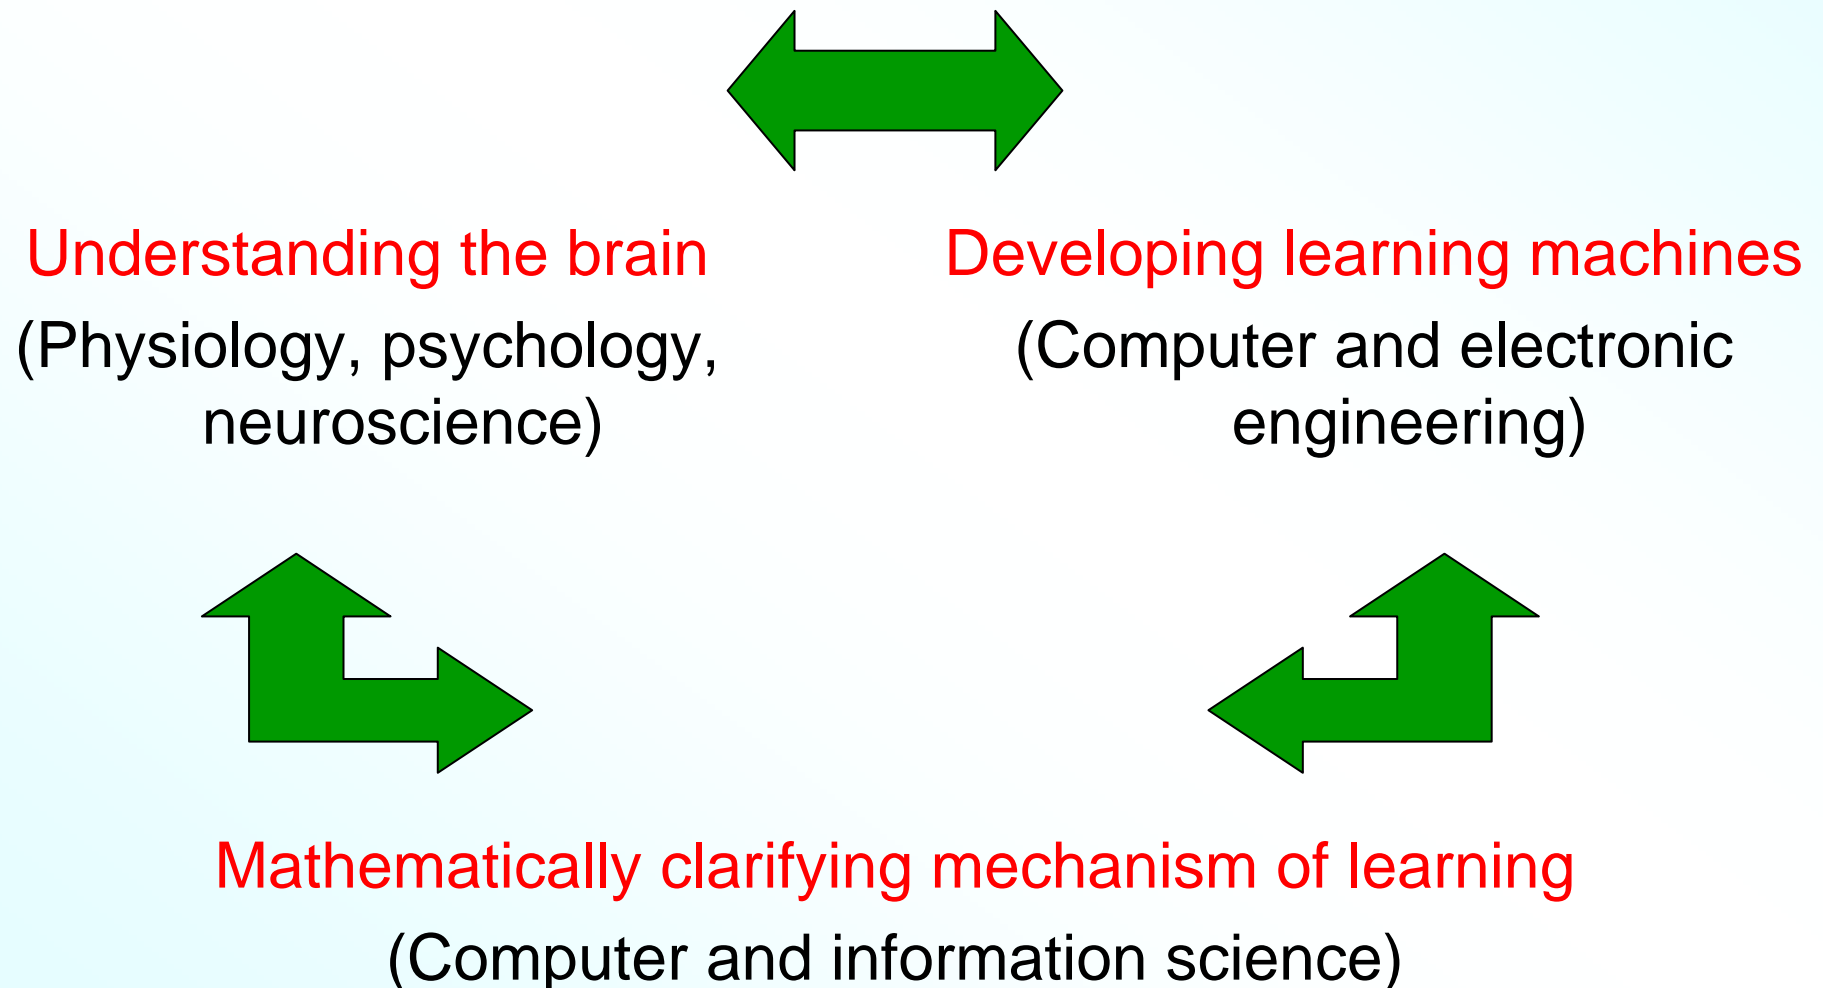 Understanding the brain
(Physiology, psychology,
neuroscience)
Developing learning machines
(Computer and electronic
engineering)
Mathematically clarifying mechanism of learning
(Computer and information science)